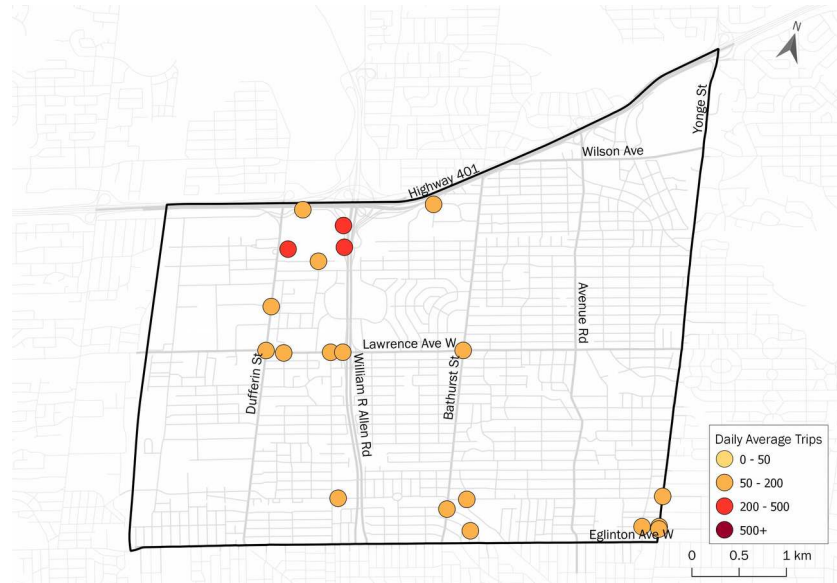 N
Yonge St
Wilson Ave
Highway 401
Avenue Rd
Lawrence Ave W
Dufferin St
William R Allen Rd
Bathurst St
Eglinton Ave W
Daily Average Trips
0 - 50
50 - 200
200 - 500
500+
0 0.5 1 km